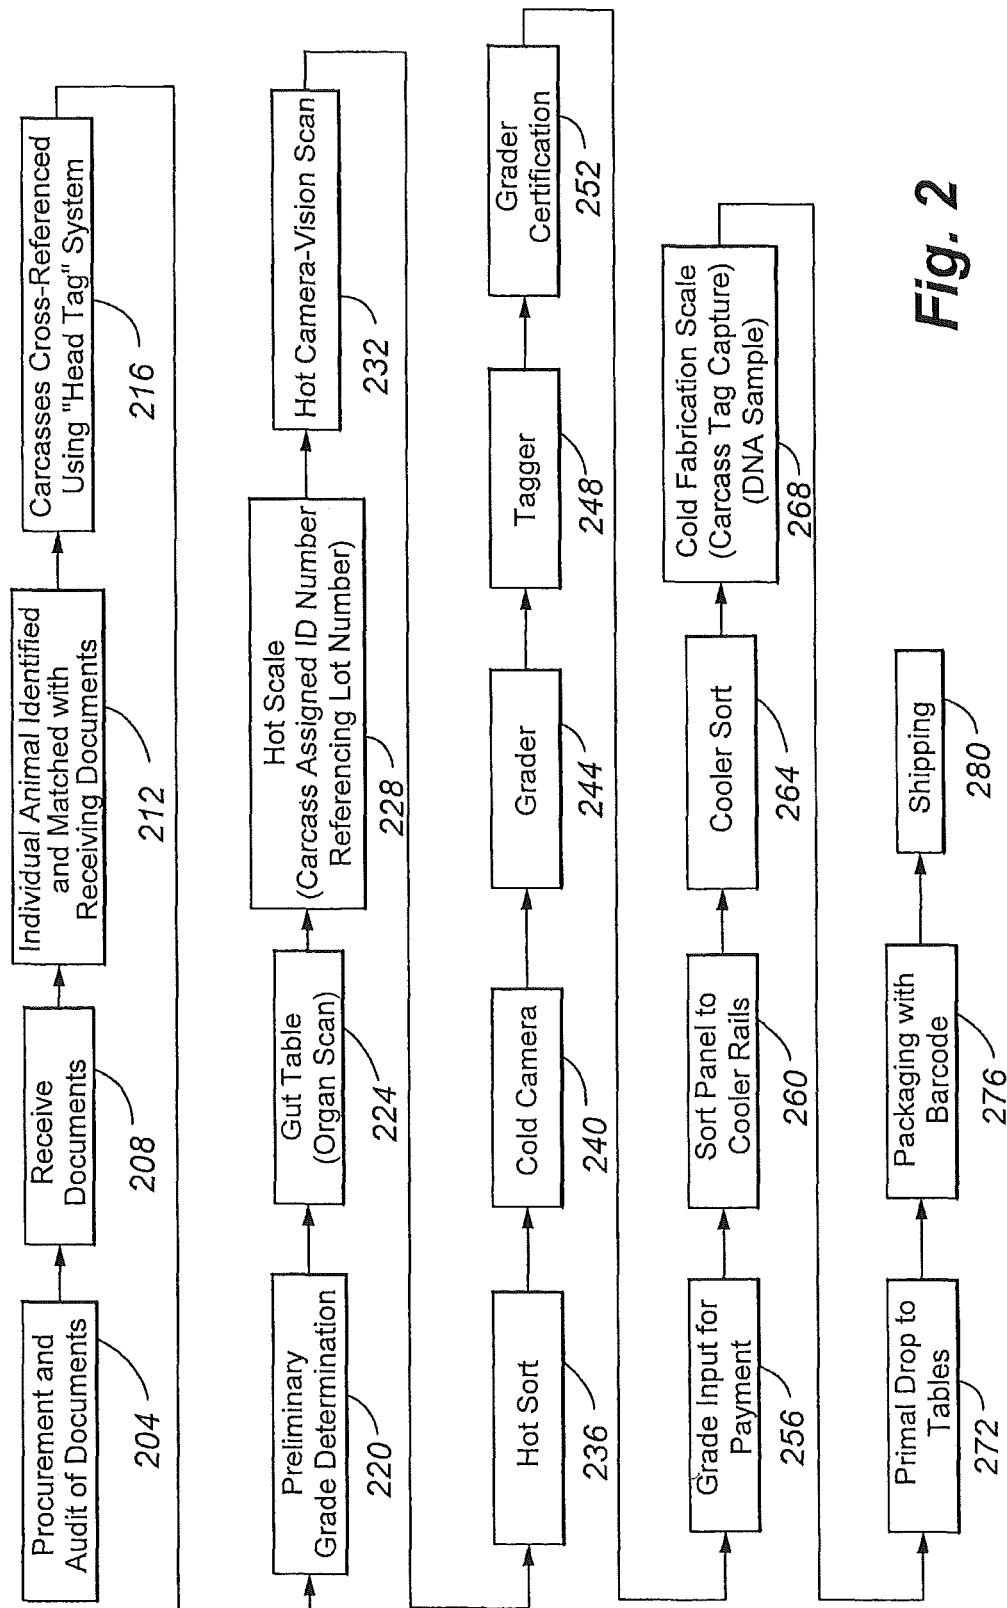 Procurement and
Audit of Documents
204
Receive
Documents
208
Individual Animal Identified
and Matched with
Receiving Documents
212
Carcasses Cross-Referenced
Using "Head Tag" System
216
Preliminary
Grade Determination
220
Gut Table
(Organ Scan)
224
Hot Scale
(Carcass Assigned ID Number
Referencing Lot Number)
228
Hot Camera-Vision Scan
232
Hot Sort
236
Cold Camera
240
Grader
244
Tagger
248
Grader
Certification
252
Grade Input for
Payment
256
Sort Panel to
Cooler Rails
260
Cooler Sort
264
Cold Fabrication Scale
(Carcass Tag Capture)
(DNA Sample)
268
Primal Drop to
Tables
272
Packaging with
Barcode
276
Shipping
280
Fig. 2